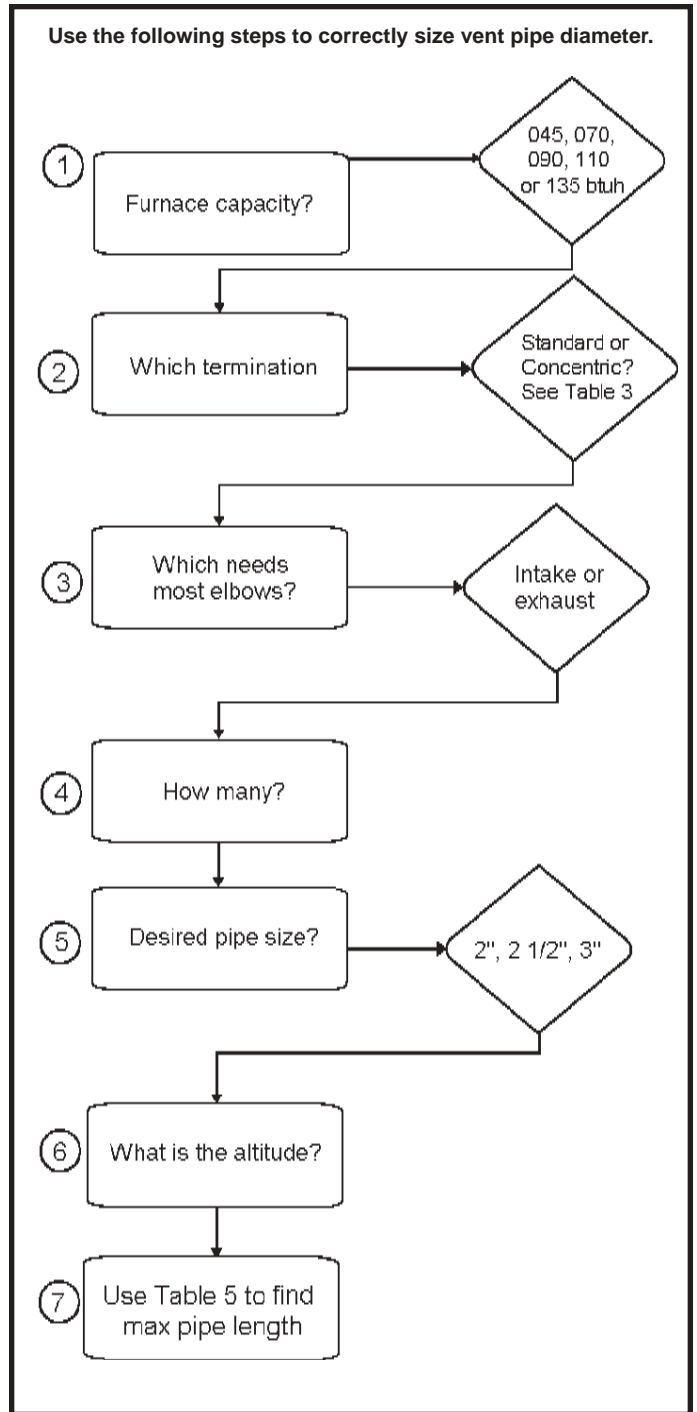 Use the following steps to correctly size vent pipe diameter.
1
Furnace capacity?
045, 070,
090, 110
or 135 btuh
2
Which termination
Standard or
Concentric?
See Table 3
3
Which needs
most elbows?
Intake or
exhaust
4
How many?
5
Desired pipe size?
2", 2 1/2", 3"
6
What is the altitude?
7
Use Table 5 to find
max pipe length